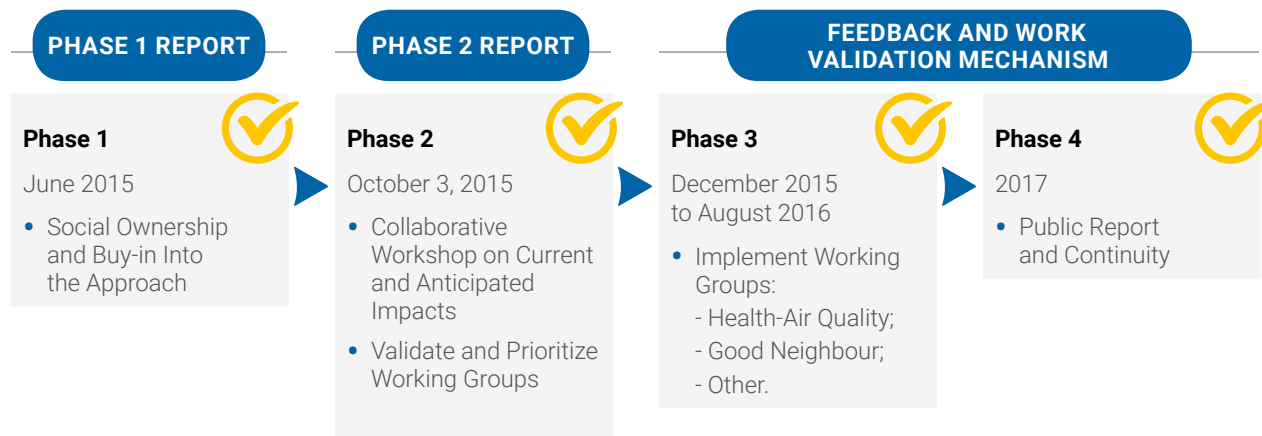 PHASE 1 REPORT
PHASE 2 REPORT
FEEDBACK AND WORK
VALIDATION MECHANISM
Phase 1
June 2015
• Social Ownership
and Buy-in Into
the Approach
Phase 2
October 3, 2015
• Collaborative
Workshop on Current
and Anticipated
Impacts
• Validate and Prioritize
Working Groups
Phase 3
December 2015
to August 2016
• Implement Working
Groups:
- Health-Air Quality;
- Good Neighbour;
- Other.
Phase 4
2017
• Public Report
and Continuity